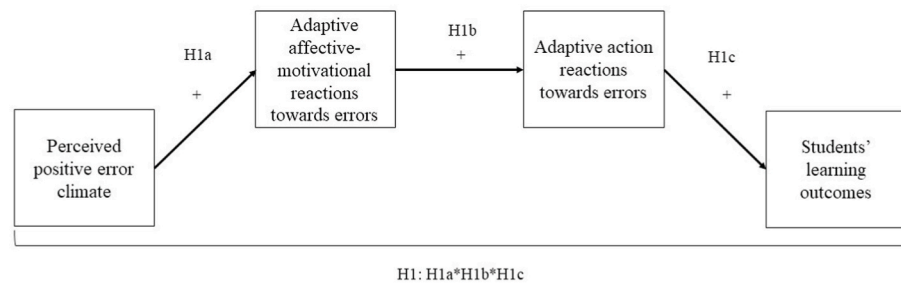 H1a
+
Adaptive
affective-
motivational
reactions
towards errors
H1b
+
Adaptive action
reactions
towards errors
H1c
+
Perceived
positive error
climate
Students’
learning
outcomes
H1: H1a*H1b*H1c